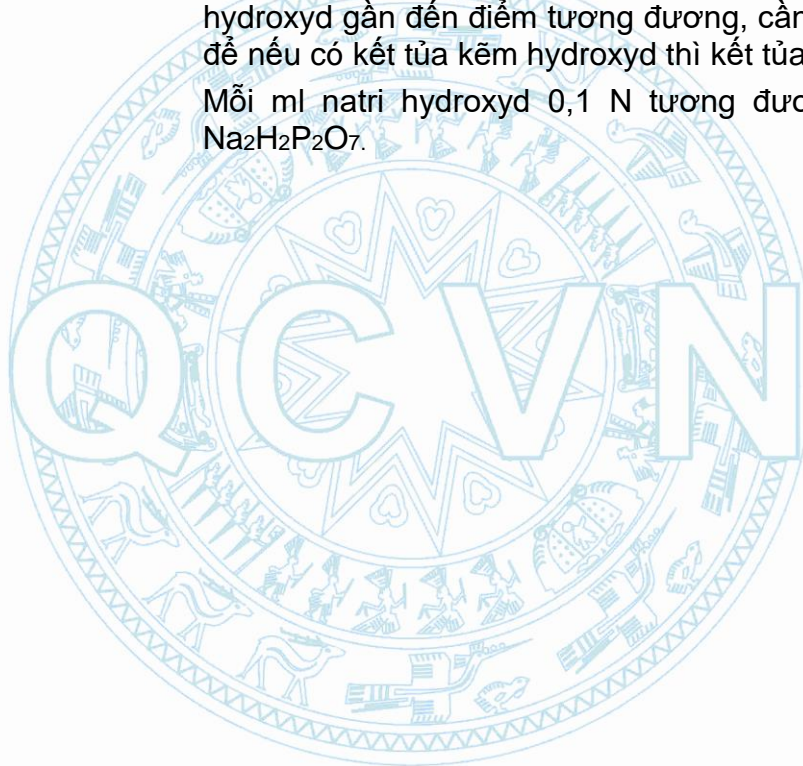 hydroxyd gần đến điểm tương đương, cần
để nếu có kết tủa kẽm hydroxyd thì kết tủa
Mỗi ml natri hydroxyd 0,1 N tương đươ
Na₂H₂P₂O₇.
QCVN